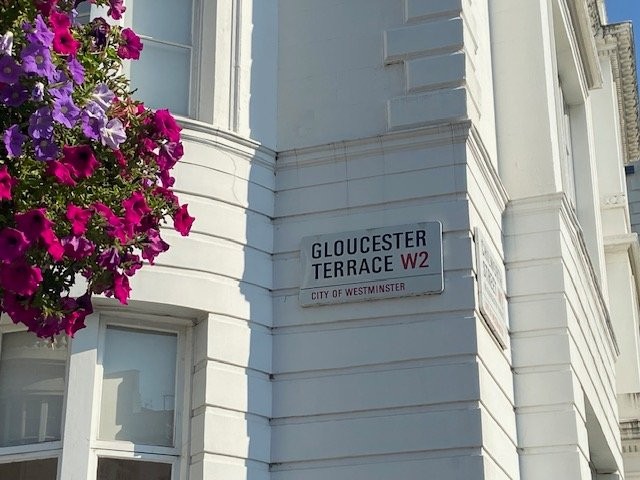 GLOUCESTER
TERRACE W2
CITY OF WESTMINSTER